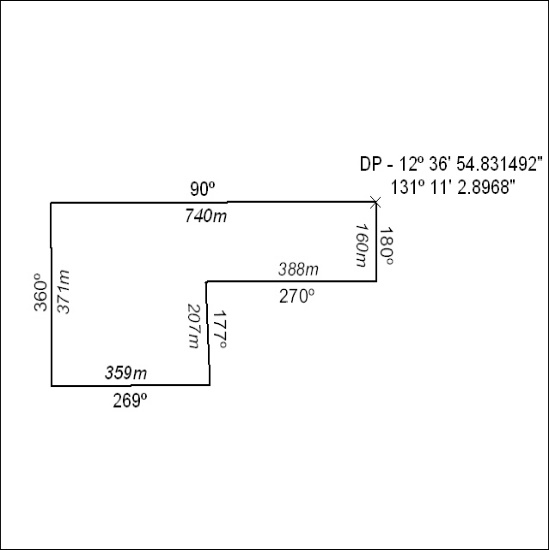 DP - 12º 36' 54.831492"
131º 11' 2.8968"
90º
740m
160m
180º
388m
270º
360º
371m
207m
177º
359m
269º